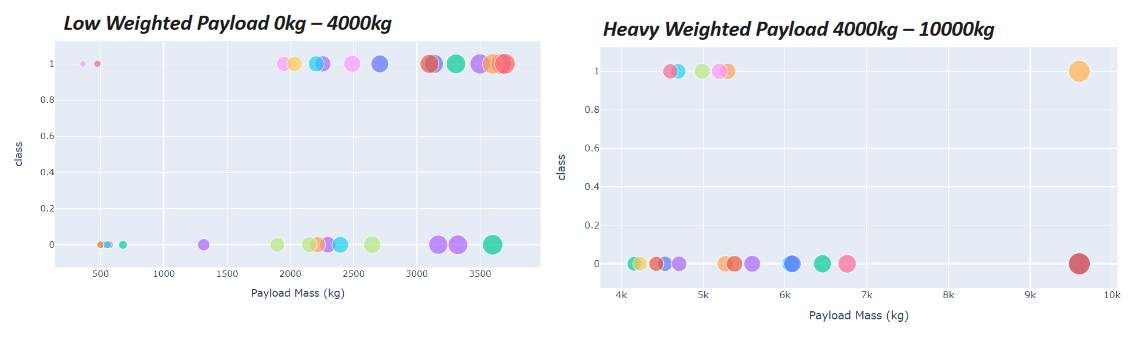 Low Weighted Payload 0kg – 4000kg
1
0.8
0.6
0.4
0.2
0
class
500
1000
1500
2000
2500
3000
3500
Payload Mass (kg)
Heavy Weighted Payload 4000kg – 10000kg
1
0.8
0.6
0.4
0.2
0
class
4k
5k
6k
7k
8k
9k
10k
Payload Mass (kg)